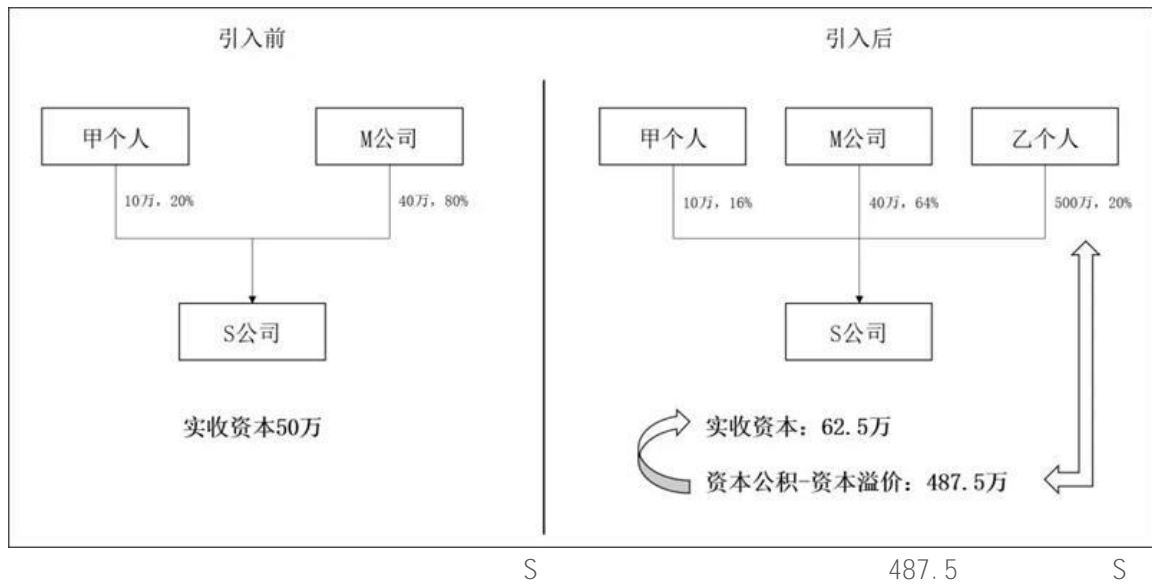 引入前
甲个人
M公司
10万，20%
40万，80%
S公司
实收资本50万
引入后
甲个人
M公司
乙个人
10万，16%
40万，64%
500万，20%
S公司
实收资本：62.5万
资本公积-资本溢价：487.5万
S 487.5 S